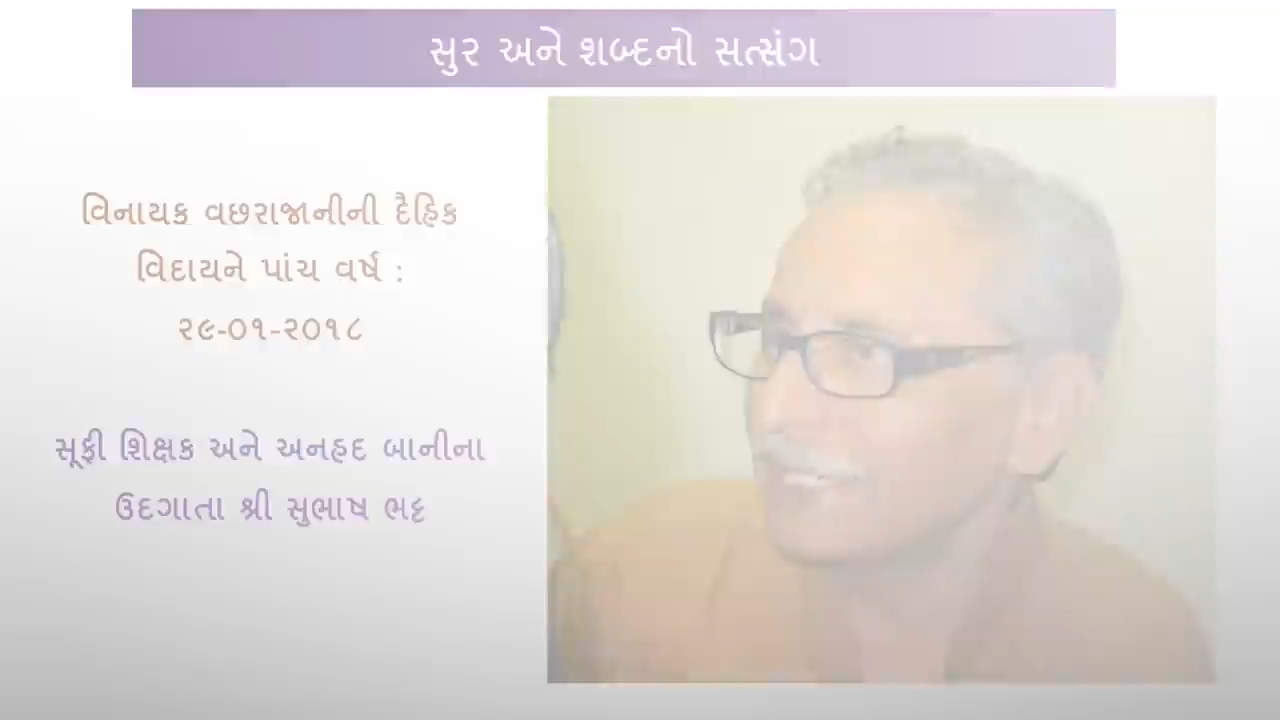 સુર અને શબ્દનો સત્સંગ
વિનાયક વછરાજાનીની દૈહિક
વિદાયને પાંચ વર્ષ :
૨૯-૦૧-૨૦૧૮
સૂફી શિક્ષક અને અનહદ બાનીના
ઉદગાતા શ્રી સુભાષ ભટ્ટ